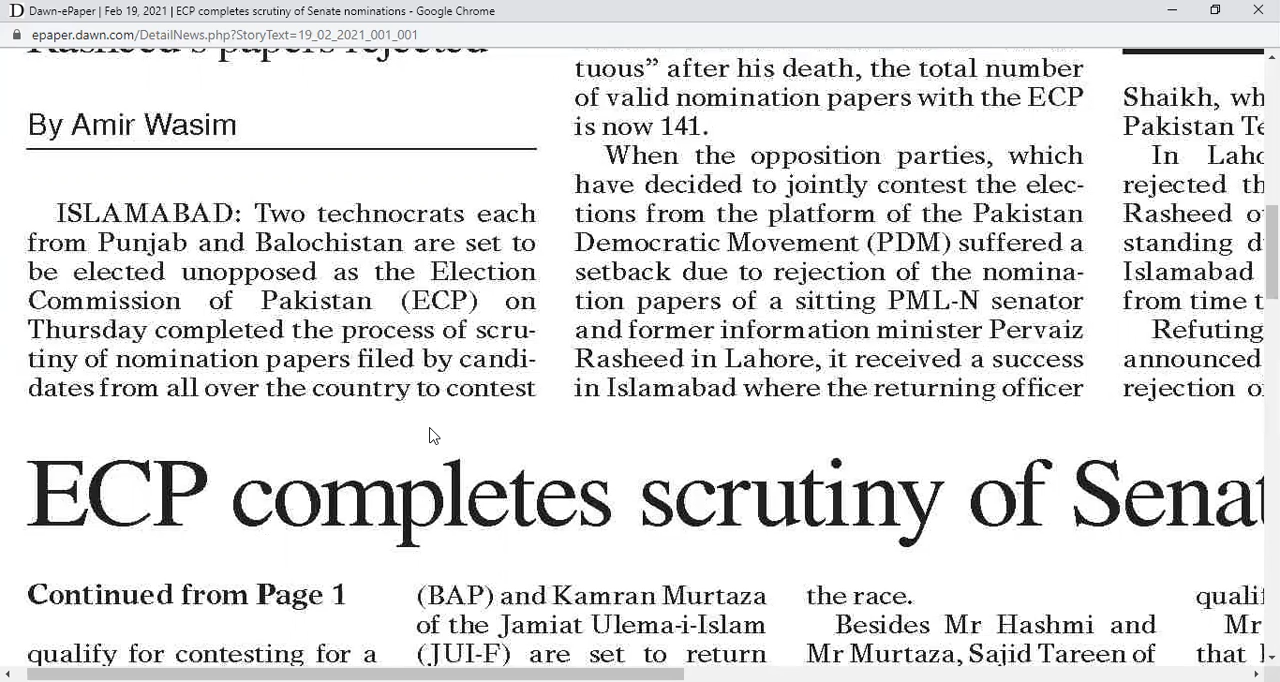 Dawn-ePaper | Feb 19, 2021 | ECP completes scrutiny of Senate nominations - Google Chrome
epaper.dawn.com/DetailNews.php?StoryText=19_02_2021_001_001
Rasheed's papers rejected
By Amir Wasim
ISLAMABAD: Two technocrats each
from Punjab and Balochistan are set to
be elected unopposed as the Election
Commission of Pakistan (ECP) on
Thursday completed the process of scru-
tiny of nomination papers filed by candi-
dates from all over the country to contest
tuous” after his death, the total number
of valid nomination papers with the ECP
is now 141.
When the opposition parties, which
have decided to jointly contest the elec-
tions from the platform of the Pakistan
Democratic Movement (PDM) suffered a
setback due to rejection of the nomina-
tion papers of a sitting PML-N senator
and former information minister Pervaiz
Rasheed in Lahore, it received a success
in Islamabad where the returning officer
Shaikh, wh
Pakistan Te
In Laho
rejected th
Rasheed o
standing d
Islamabad
from time t
Refuting
announced
rejection o
ECP completes scrutiny of Senat
Continued from Page 1
qualify for contesting for a
(BAP) and Kamran Murtaza
of the Jamiat Ulema-i-Islam
(JUI-F) are set to return
the race.
Besides Mr Hashmi and
Mr Murtaza, Sajid Tareen of
quali
Mr
that